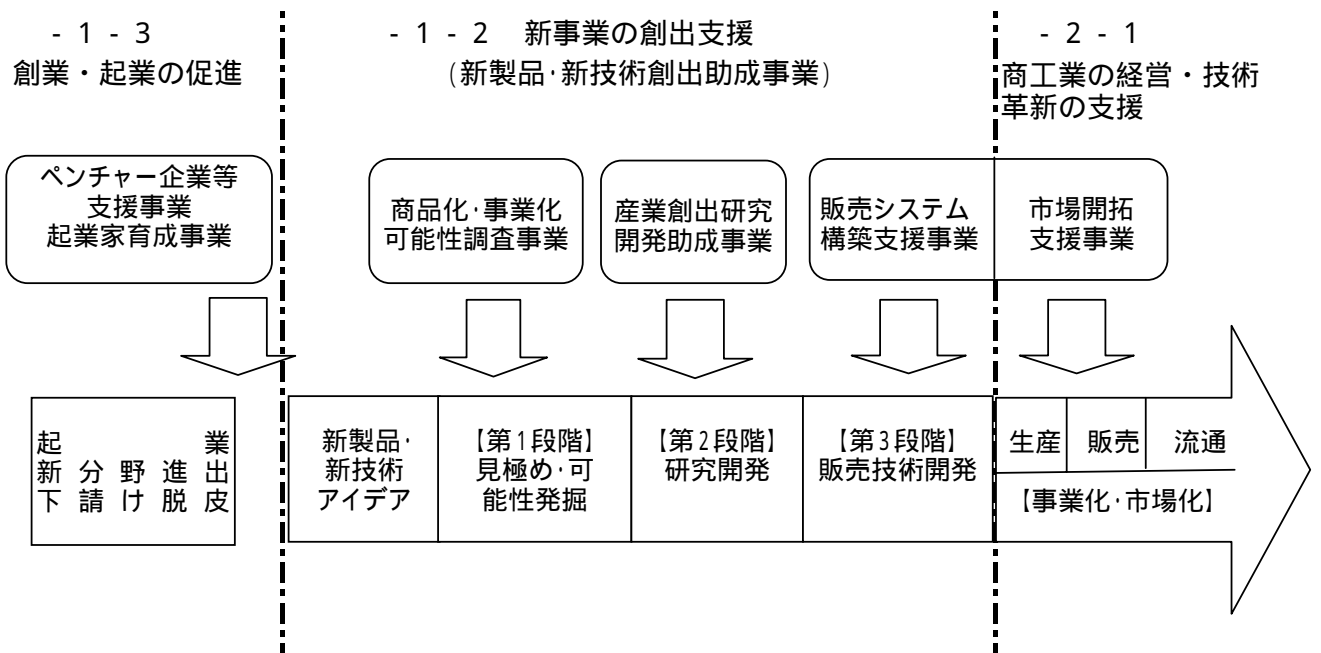 - 1 - 3
創業・起業の促進
- 1 - 2 新事業の創出支援
(新製品･新技術創出助成事業)
- 2 - 1
商工業の経営・技術
革新の支援
ベンチャー企業等
支援事業
起業家育成事業
商品化･事業化
可能性調査事業
産業創出研究
開発助成事業
販売システム
構築支援事業
市場開拓
支援事業
起業
新分野進出
下請け脱皮
新製品･
新技術
アイデア
【第1段階】
見極め･可
能性発掘
【第2段階】
研究開発
【第3段階】
販売技術開発
生産
販売
流通
【事業化･市場化】